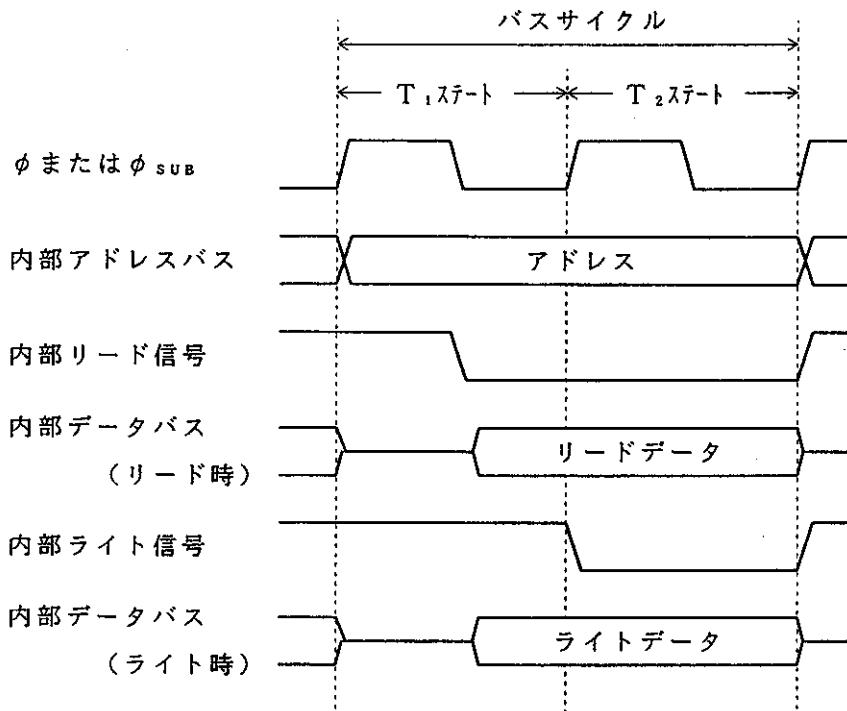 バスサイクル
T₁ステート T₂ステート
φまたはφSUB
内部アドレスバス アドレス
内部リード信号
内部データバス
(リード時) リードデータ
内部ライト信号
内部データバス
(ライト時) ライトデータ